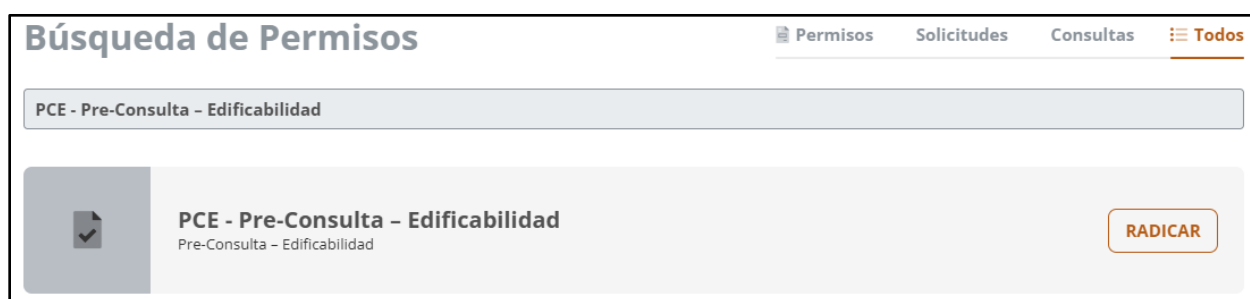 Búsqueda de Permisos
Permisos Solicitudes Consultas Todos
PCE - Pre-Consulta – Edificabilidad
PCE - Pre-Consulta – Edificabilidad
Pre-Consulta – Edificabilidad
RADICAR